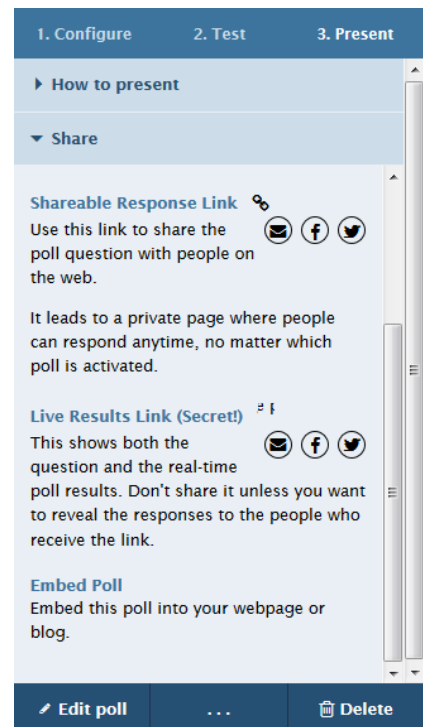 1. Configure 2. Test 3. Present
How to present
Share
Shareable Response Link
Use this link to share the
poll question with people on
the web.
It leads to a private page where people
can respond anytime, no matter which
poll is activated.
Live Results Link (Secret!)
This shows both the
question and the real-time
poll results. Don't share it unless you want
to reveal the responses to the people who
receive the link.
Embed Poll
Embed this poll into your webpage or
blog.
Edit poll ... Delete